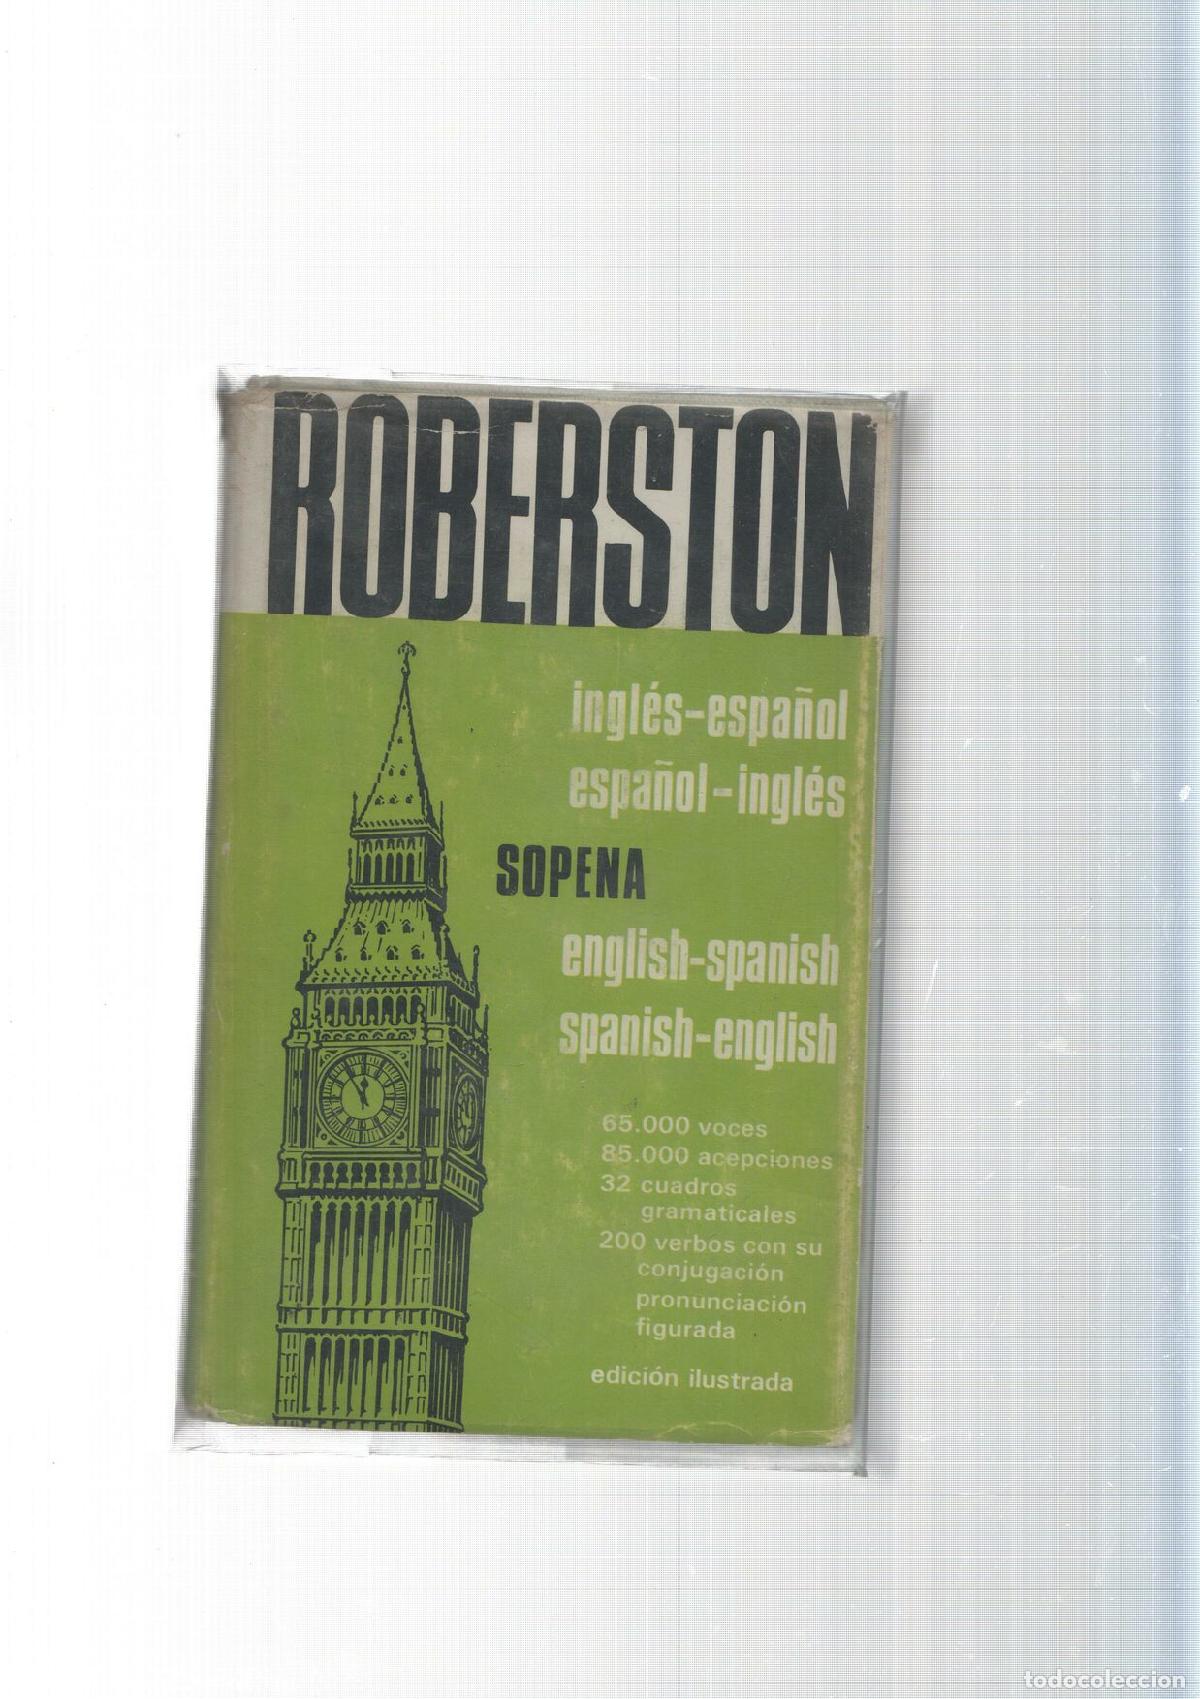 ROBERSTON
inglés-español
español-inglés
SOPENA
english-spanish
spanish-english
65.000 voces
85.000 acepciones
32 cuadros
gramaticales
200 verbos con su
conjugación
pronunciación
figurada
edición ilustrada
todocoleccion